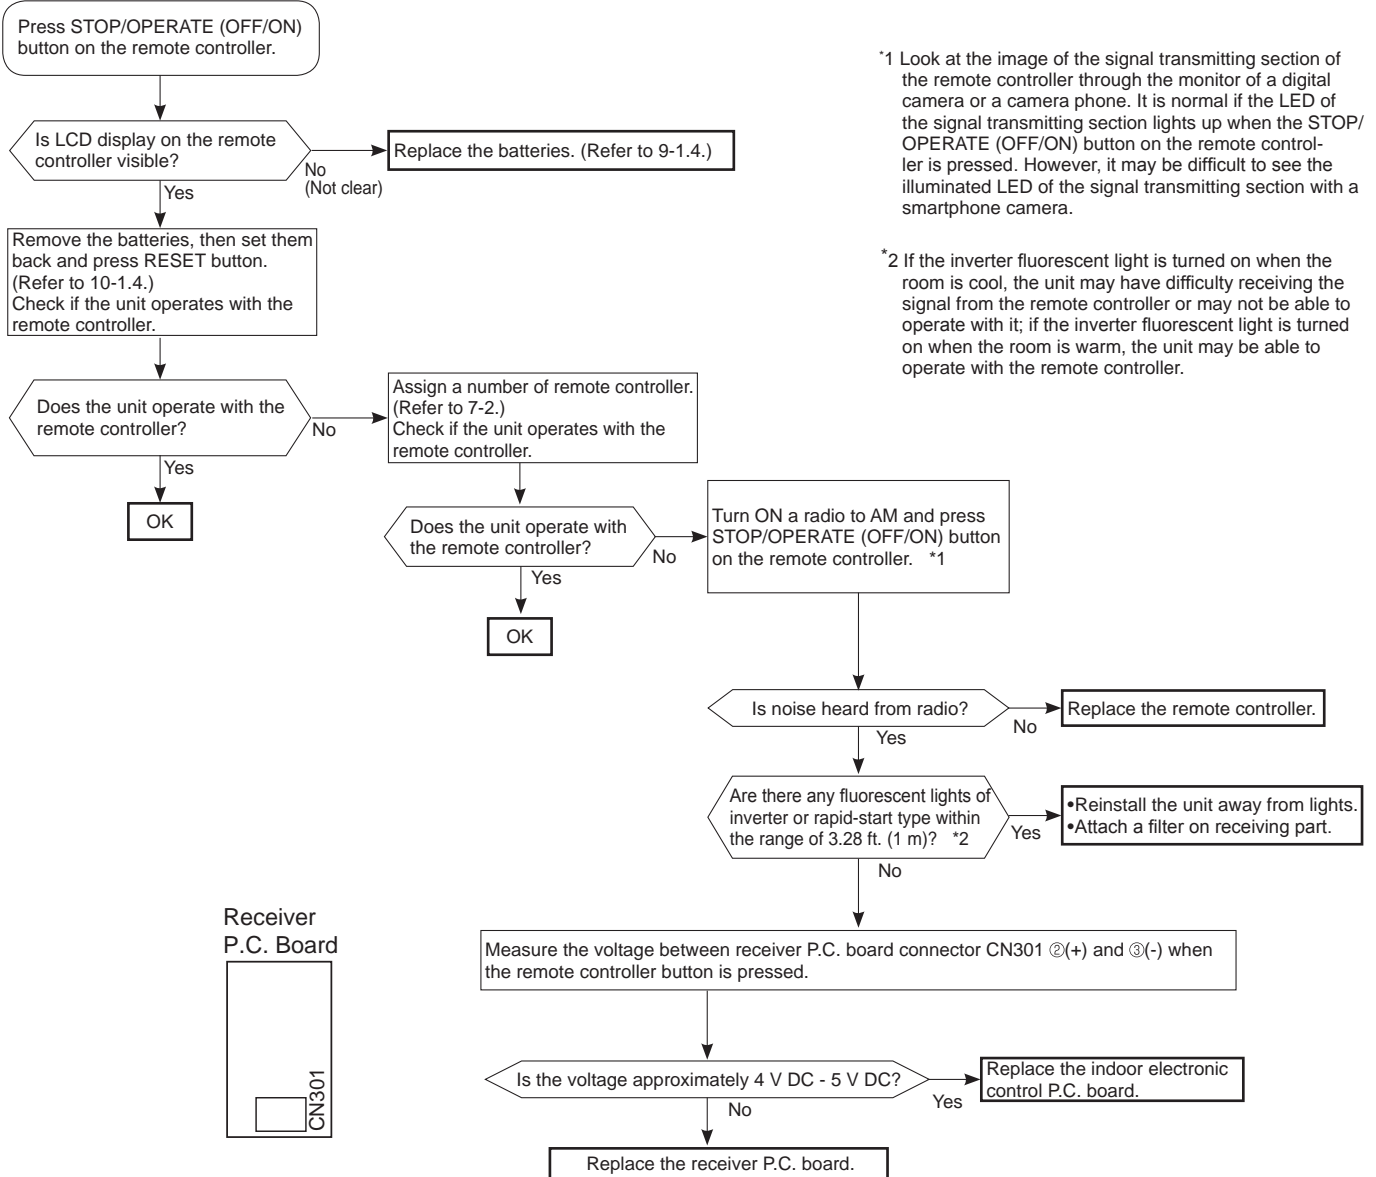 Press STOP/OPERATE (OFF/ON)
button on the remote controller.
Is LCD display on the remote
controller visible?
No
(Not clear)
Replace the batteries. (Refer to 9-1.4.)
Yes
Remove the batteries, then set them
back and press RESET button.
(Refer to 10-1.4.)
Check if the unit operates with the
remote controller.
Does the unit operate with the
remote controller?
No
Yes
OK
Assign a number of remote controller.
(Refer to 7-2.)
Check if the unit operates with the
remote controller.
Does the unit operate with
the remote controller?
No
Yes
OK
Turn ON a radio to AM and press
STOP/OPERATE (OFF/ON) button
on the remote controller. *1
Is noise heard from radio?
No
Replace the remote controller.
Yes
Are there any fluorescent lights of
inverter or rapid-start type within
the range of 3.28 ft. (1 m)? *2
Yes
•Reinstall the unit away from lights.
•Attach a filter on receiving part.
No
Measure the voltage between receiver P.C. board connector CN301 ②(+) and ③(-) when
the remote controller button is pressed.
Is the voltage approximately 4 V DC - 5 V DC?
Yes
Replace the indoor electronic
control P.C. board.
No
Replace the receiver P.C. board.
*1 Look at the image of the signal transmitting section of
the remote controller through the monitor of a digital
camera or a camera phone. It is normal if the LED of
the signal transmitting section lights up when the STOP/
OPERATE (OFF/ON) button on the remote control-
ler is pressed. However, it may be difficult to see the
illuminated LED of the signal transmitting section with a
smartphone camera.
*2 If the inverter fluorescent light is turned on when the
room is cool, the unit may have difficulty receiving the
signal from the remote controller or may not be able to
operate with it; if the inverter fluorescent light is turned
on when the room is warm, the unit may be able to
operate with the remote controller.
Receiver
P.C. Board
CN301